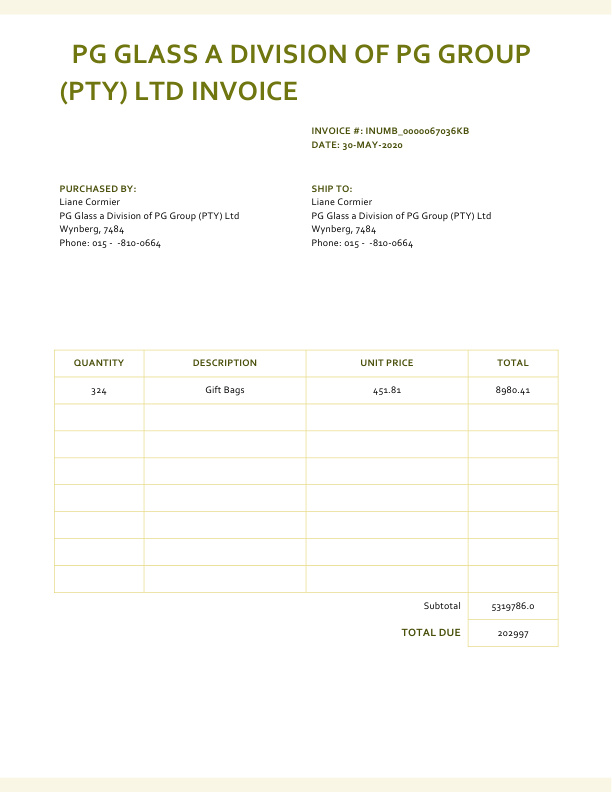 PG GLASS A DIVISION OF PG GROUP
(PTY) LTD INVOICE
INVOICE #: INUMB_0000067036KB
DATE: 30-MAY-2020
PURCHASED BY:
Liane Cormier
PG Glass a Division of PG Group (PTY) Ltd
Wynberg, 7484
Phone: 015 -  -810-0664
SHIP TO:
Liane Cormier
PG Glass a Division of PG Group (PTY) Ltd
Wynberg, 7484
Phone: 015 -  -810-0664
QUANTITY DESCRIPTION UNIT PRICE TOTAL
324 Gift Bags 451.81 8980.41
Subtotal 5319786.0
TOTAL DUE 202997